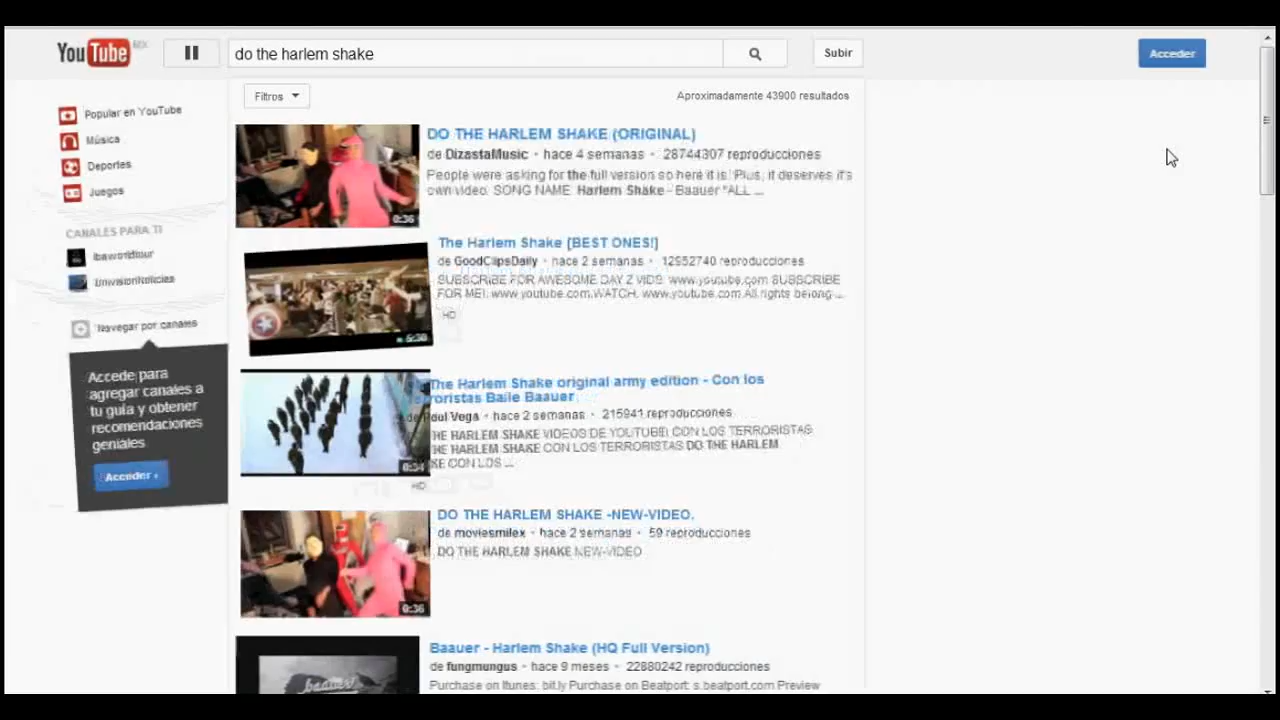 YouTube MX
do the harlem shake
Subir
Acceder
Filtros
Aproximadamente 43900 resultados
Popular en YouTube
Música
Deportes
Juegos
CANALES PARA TI
UnivisionNoticias
Navegar por canales
Accede para
agregar canales a
tu guía y obtener
recomendaciones
geniales
Acceder ›
DO THE HARLEM SHAKE (ORIGINAL)
de DizastaMusic • hace 4 semanas • 28744307 reproducciones
People were asking for the full version so here it is. Plus, it deserves it's
own video. SONG NAME: Harlem Shake - Baauer "ALL ...
0:36
The Harlem Shake [BEST ONES!]
de GoodClipsDaily • hace 2 semanas • 12952740 reproducciones
SUBSCRIBE FOR AWESOME DAY Z VIDS: www.youtube.com SUBSCRIBE
FOR ME!: www.youtube.com WATCH: www.youtube.com All rights belong ...
HD
The Harlem Shake original army edition - Con los
Terroristas Baile Baauer
de Paul Vega • hace 2 semanas • 215941 reproducciones
THE HARLEM SHAKE VIDEOS DE YOUTUBE! CON LOS TERRORISTAS
THE HARLEM SHAKE CON LOS TERRORISTAS DO THE HARLEM
KE CON LOS ...
0:34
HD
DO THE HARLEM SHAKE -NEW-VIDEO.
de moviesmilex • hace 2 semanas • 59 reproducciones
DO THE HARLEM SHAKE NEW-VIDEO
0:36
Baauer - Harlem Shake (HQ Full Version)
de fungmungus • hace 9 meses • 22880242 reproducciones
Purchase on Itunes: bit.ly Purchase on Beatport: s.beatport.com Preview
baauer